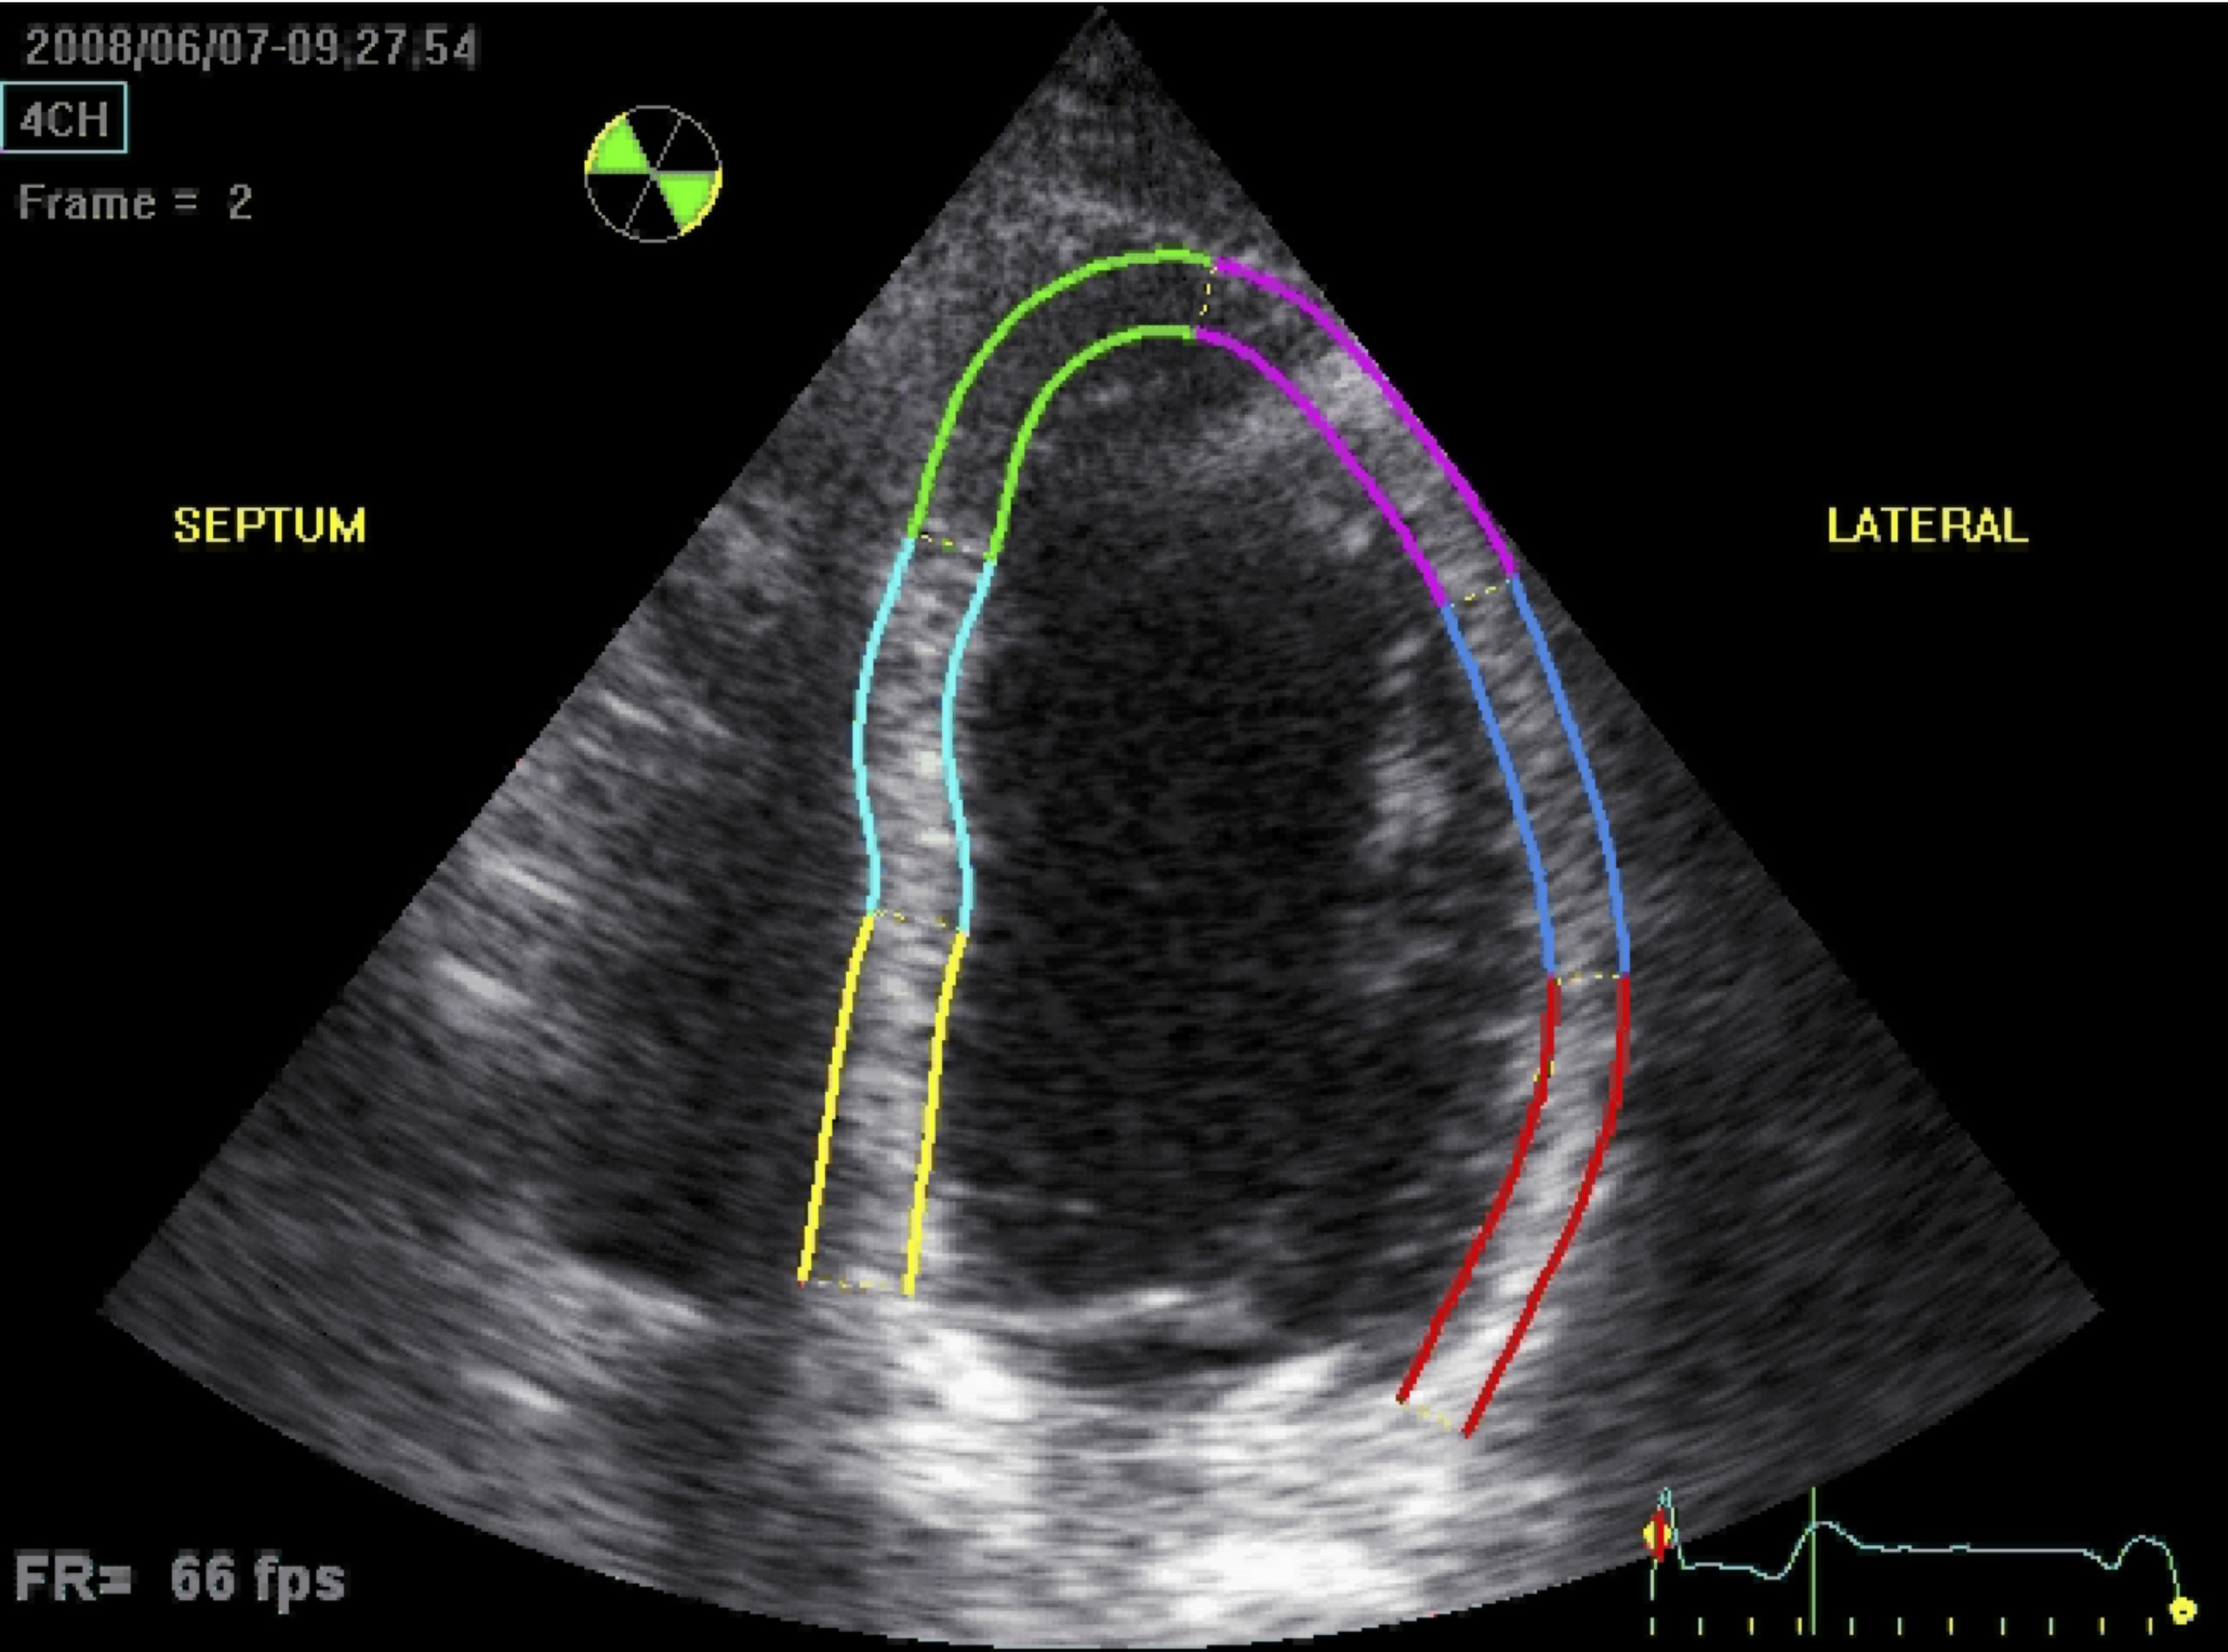 2008/06/07-09:27:54
4CH
Frame = 2
SEPTUM
LATERAL
FR= 66 fps